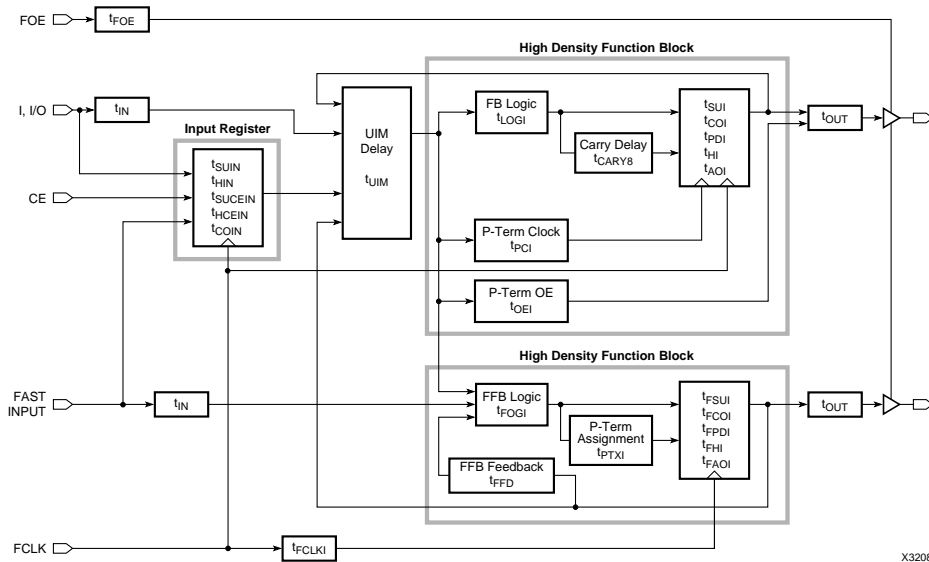 FOE
tFOE
High Density Function Block
I, I/O
tIN
Input Register
tSUIN
tHIN
tSUCEIN
tHCEIN
tCOIN
CE
UIM
Delay
tUIM
FB Logic
tLOGI
Carry Delay
tCARY8
tSUI
tCOI
tPDI
tHI
tAOI
tOUT
P-Term Clock
tPCI
P-Term OE
tOEI
High Density Function Block
FAST
INPUT
tIN
FFB Logic
tFOGI
P-Term
Assignment
tPTXI
tFSUI
tFCOI
tFPDI
tFHI
tFAOI
tOUT
FFB Feedback
tFFD
FCLK
tFCLKI
X3208